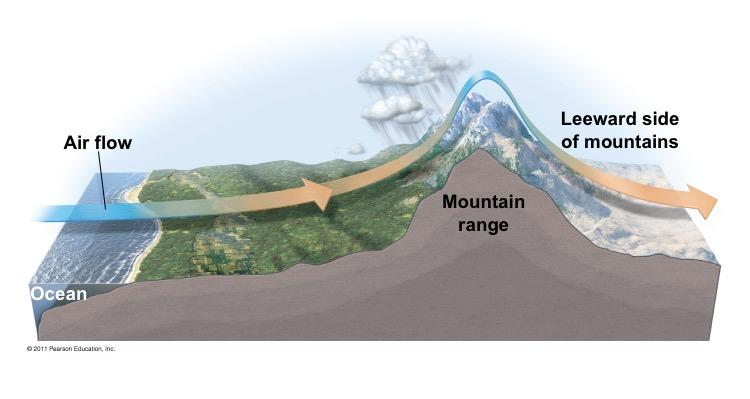 Air flow
Leeward side
of mountains
Mountain
range
Ocean
© 2011 Pearson Education, Inc.